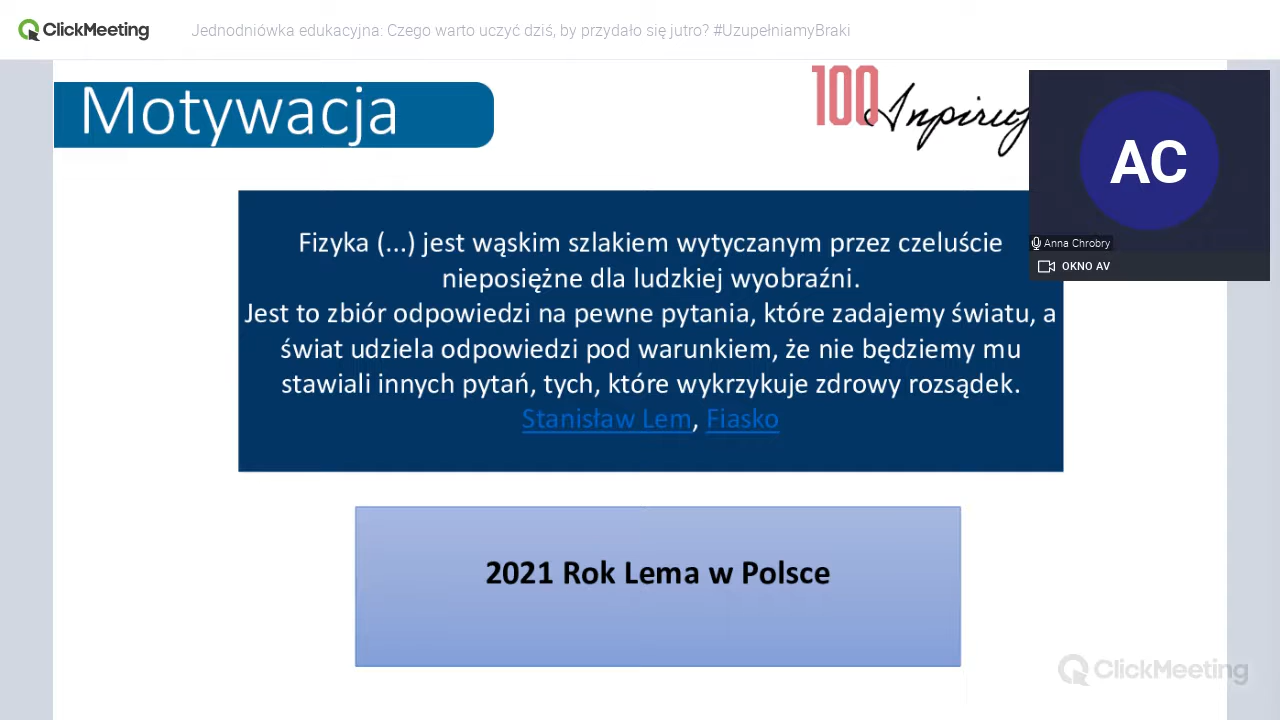 ClickMeeting
Jednodniówka edukacyjna: Czego warto uczyć dziś, by przydało się jutro? #UzupełniamyBraki
Motywacja
100
AC
Anna Chrobry
OKNO AV
Fizyka (...) jest wąskim szlakiem wytyczanym przez czeluście
nieposiężne dla ludzkiej wyobraźni.
Jest to zbiór odpowiedzi na pewne pytania, które zadajemy światu, a
świat udziela odpowiedzi pod warunkiem, że nie będziemy mu
stawiali innych pytań, tych, które wykrzykuje zdrowy rozsądek.
Stanisław Lem, Fiasko
2021 Rok Lema w Polsce
ClickMeeting